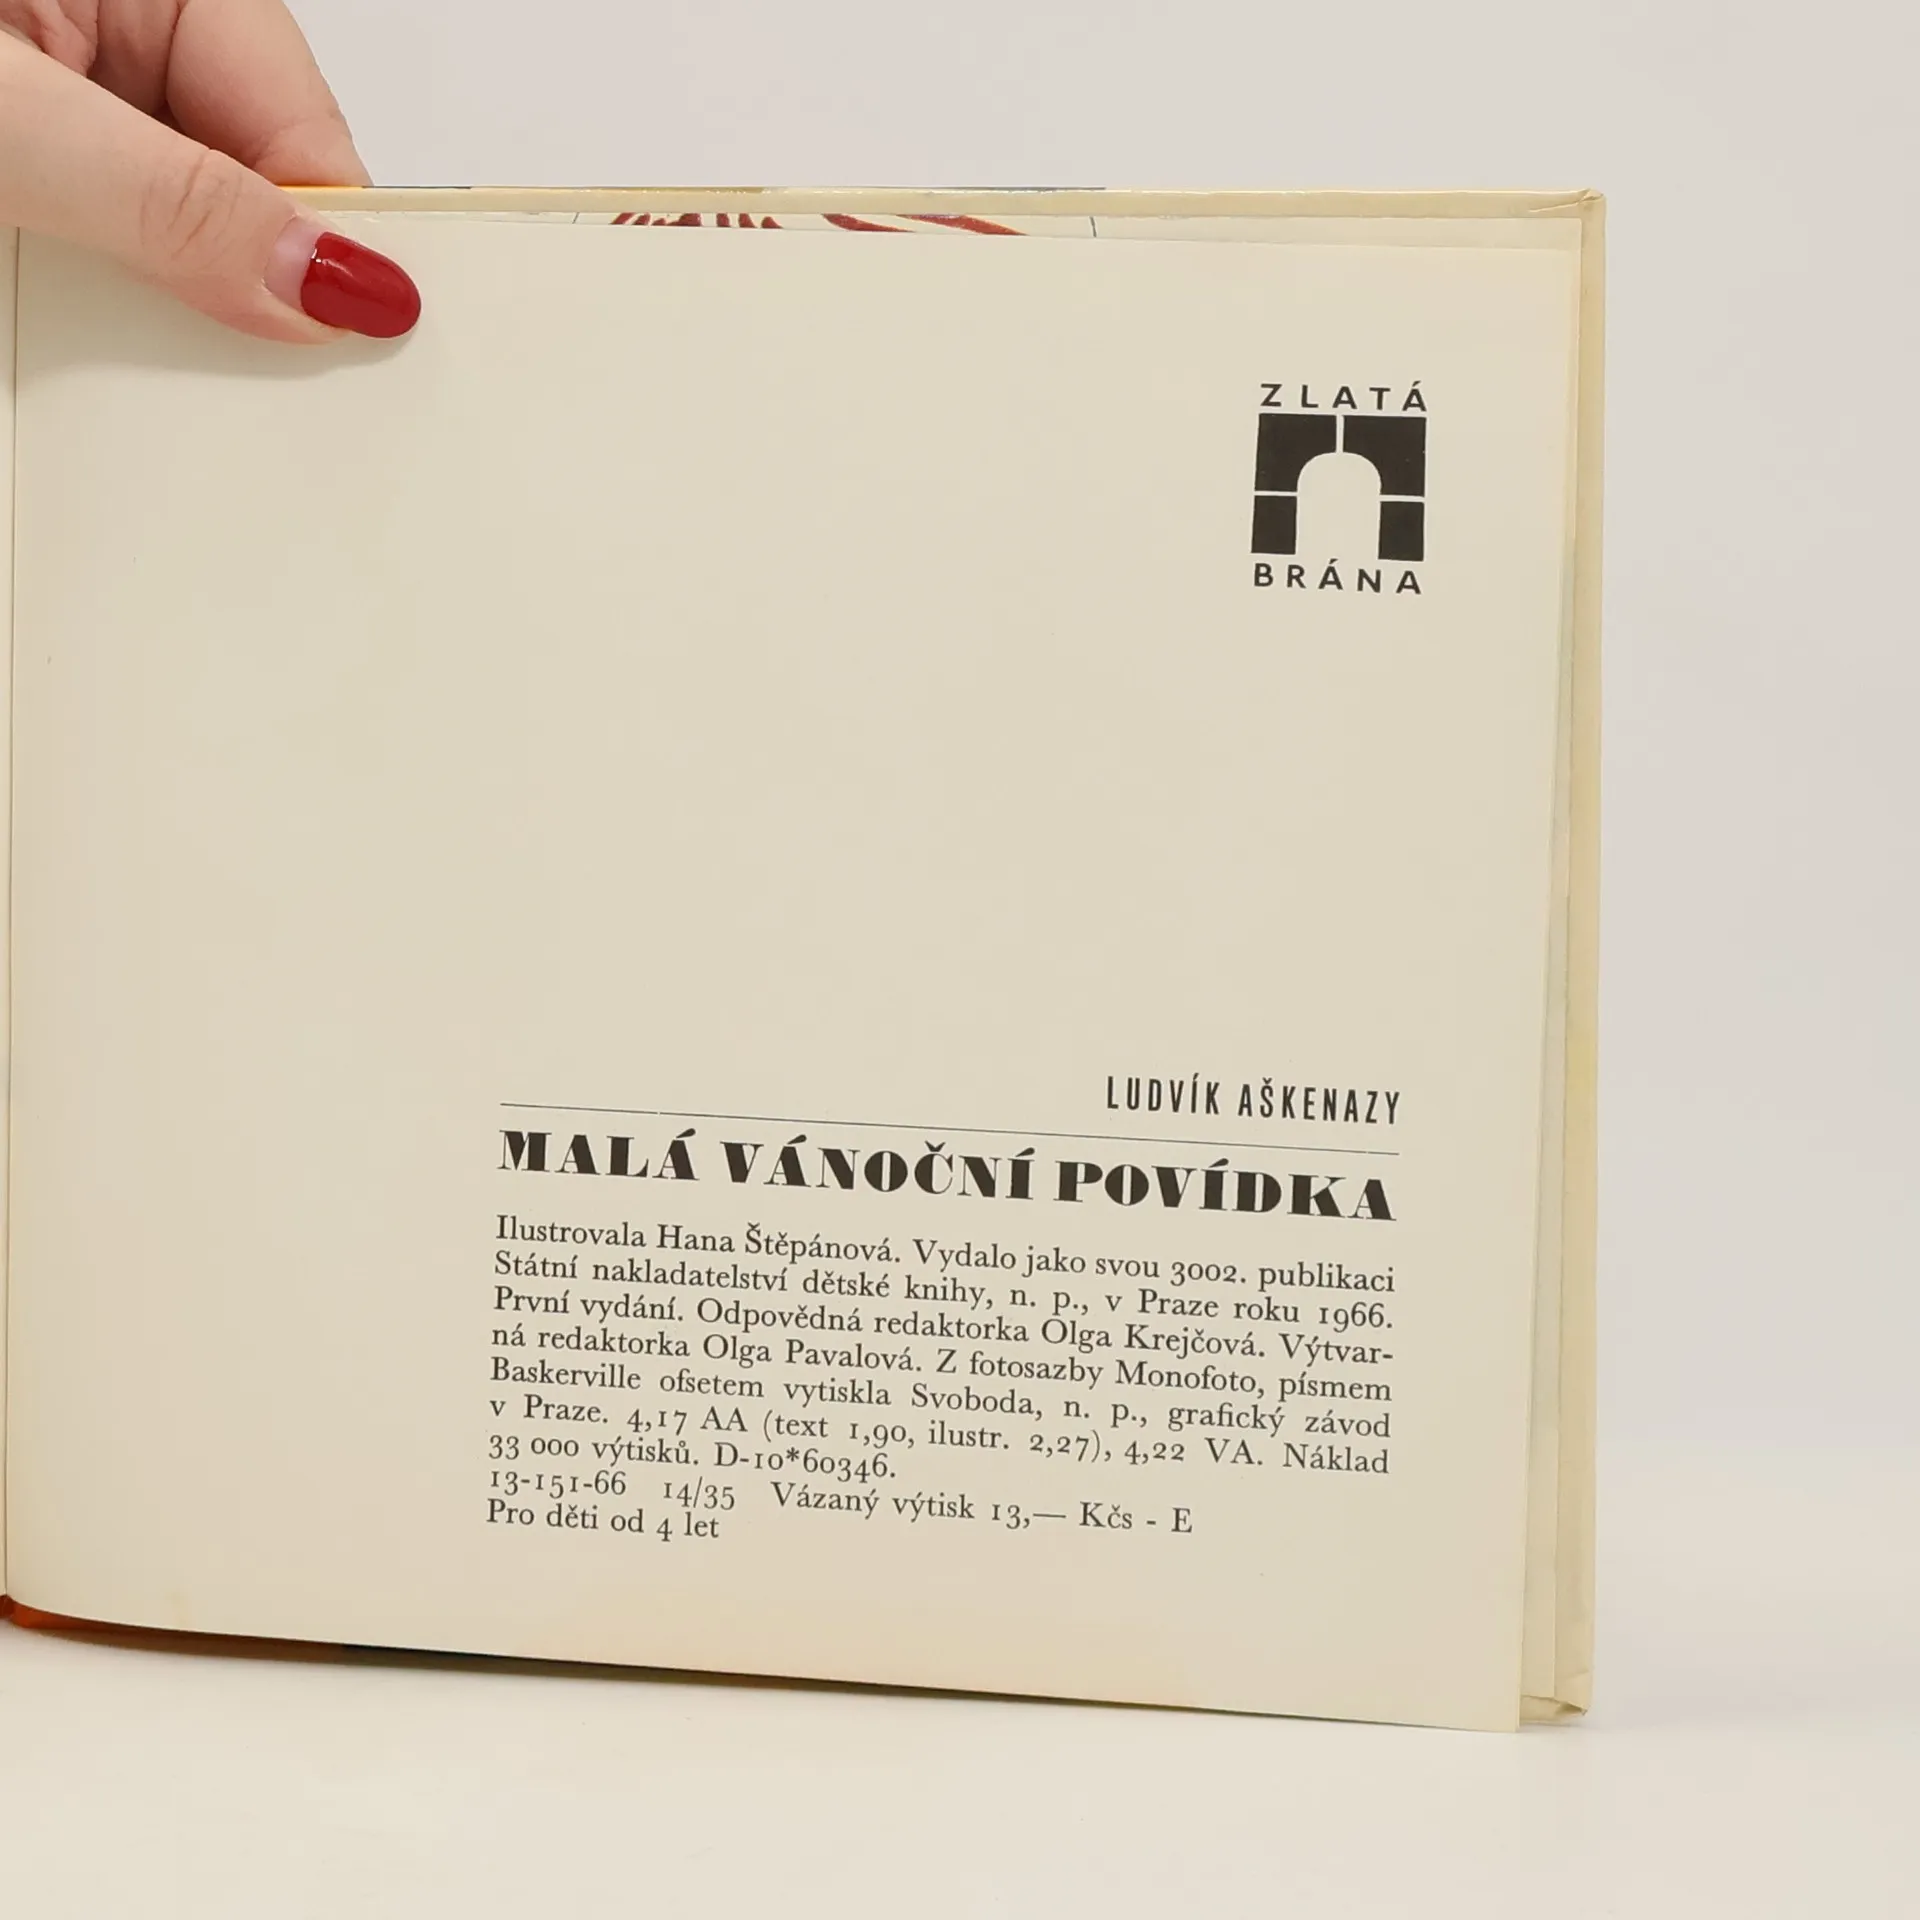 ZLATÁ
BRÁNA
LUDVÍK AŠKENAZY
MALÁ VÁNOČNÍ POVÍDKA
Ilustrovala Hana Štěpánová. Vydalo jako svou 3002. publikaci
Státní nakladatelství dětské knihy, n. p., v Praze roku 1966.
První vydání. Odpovědná redaktorka Olga Krejčová. Výtvar-
ná redaktorka Olga Pavalová. Z fotosazby Monofoto, písmem
Baskerville ofsetem vytiskla Svoboda, n. p., grafický závod
v Praze. 4,17 AA (text 1,90, ilustr. 2,27), 4,22 VA. Náklad
33 000 výtisků. D-10*60346.
13-151-66 14/35 Vázaný výtisk 13,— Kčs - E
Pro děti od 4 let